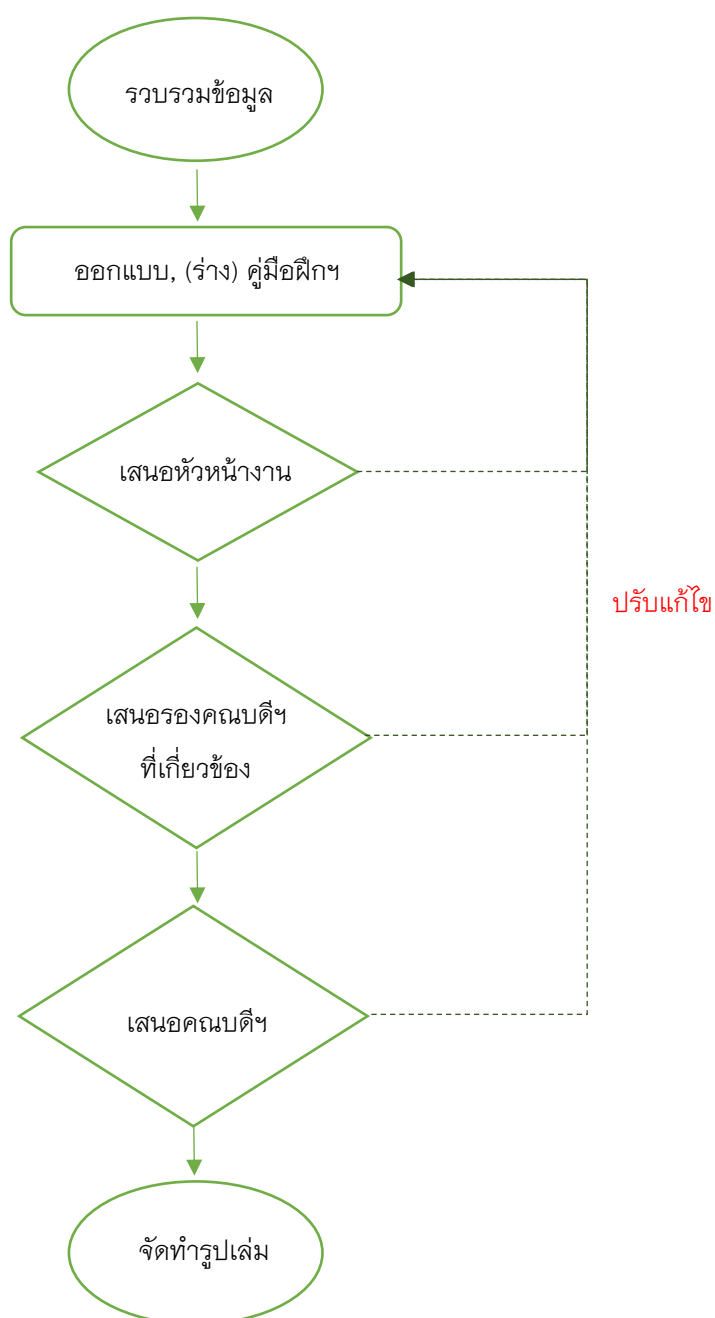 รวบรวมข้อมูล
ออกแบบ, (ร่าง) คู่มือฝึกฯ
เสนอหัวหน้างาน
ปรับแก้ไข
เสนอรองคณบดีฯ
ที่เกี่ยวข้อง
เสนอคณบดีฯ
จัดทำรูปเล่ม